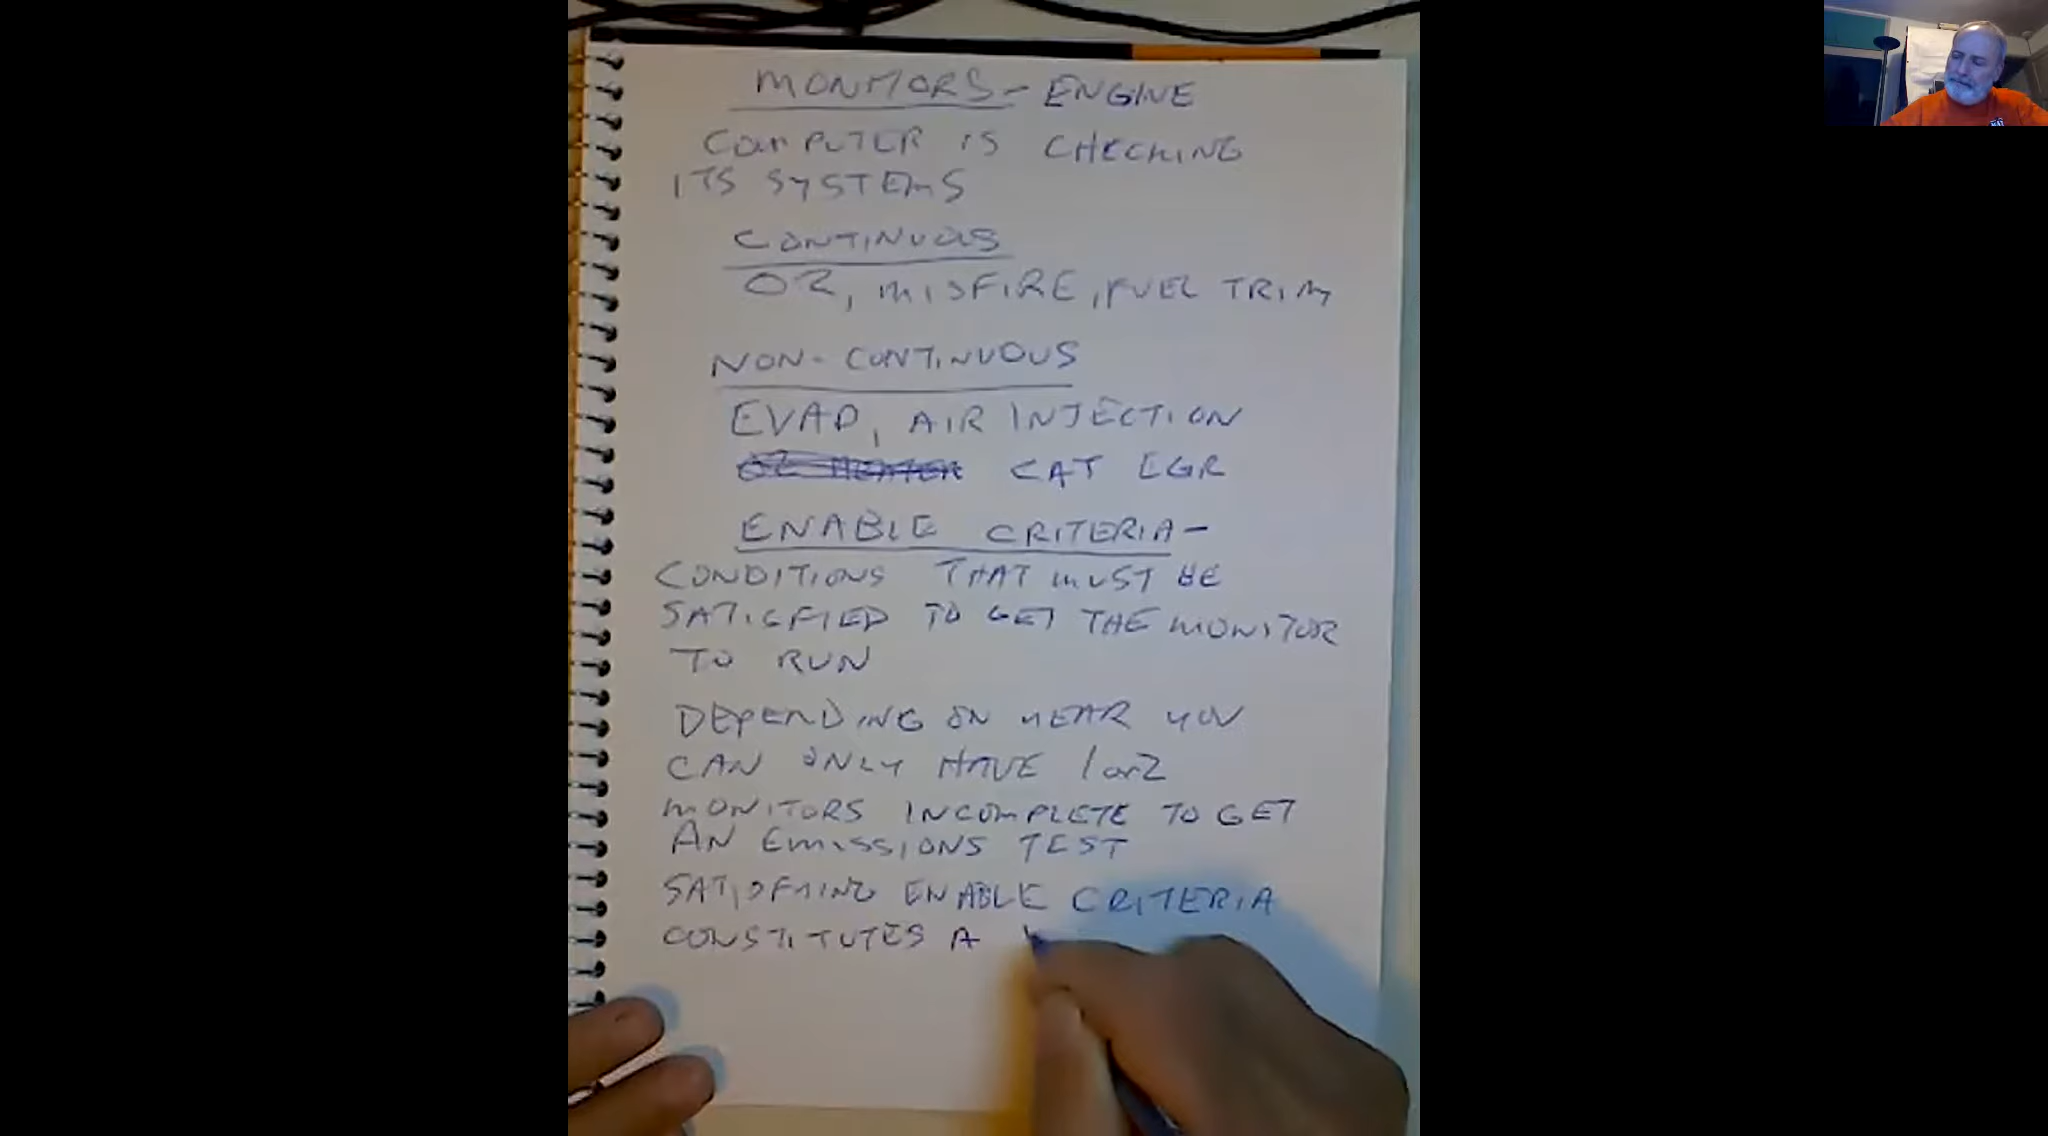 MONITORS - ENGINE
COMPUTER IS CHECKING
ITS SYSTEMS
CONTINUOUS
O2, MISFIRE, FUEL TRIM
NON-CONTINUOUS
EVAP, AIR INJECTION
O2 HEATER CAT EGR
ENABLE CRITERIA -
CONDITIONS THAT MUST BE
SATISFIED TO GET THE MONITOR
TO RUN
DEPENDING ON YEAR YOU
CAN ONLY HAVE 1 or 2
MONITORS INCOMPLETE TO GET
AN EMISSIONS TEST
SATISFYING ENABLE CRITERIA
CONSTITUTES A